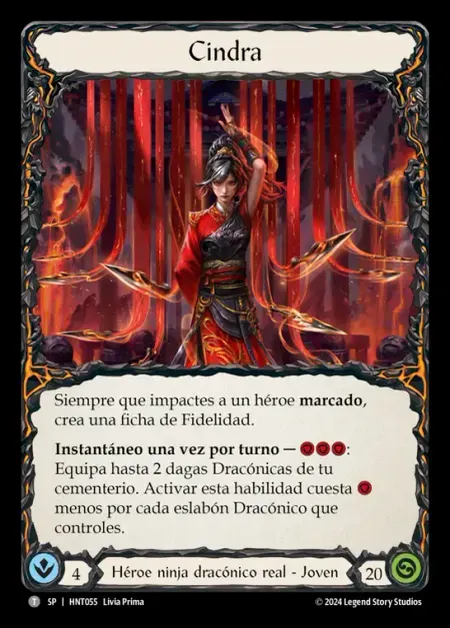 Cindra
Siempre que impactes a un héroe marcado,
crea una ficha de Fidelidad.
Instantáneo una vez por turno — :
Equipa hasta 2 dagas Dracónicas de tu
cementerio. Activar esta habilidad cuesta
menos por cada eslabón Dracónico que
controles.
4 Héroe ninja dracónico real - Joven 20
T SP | HNT055 Livia Prima © 2024 Legend Story Studios